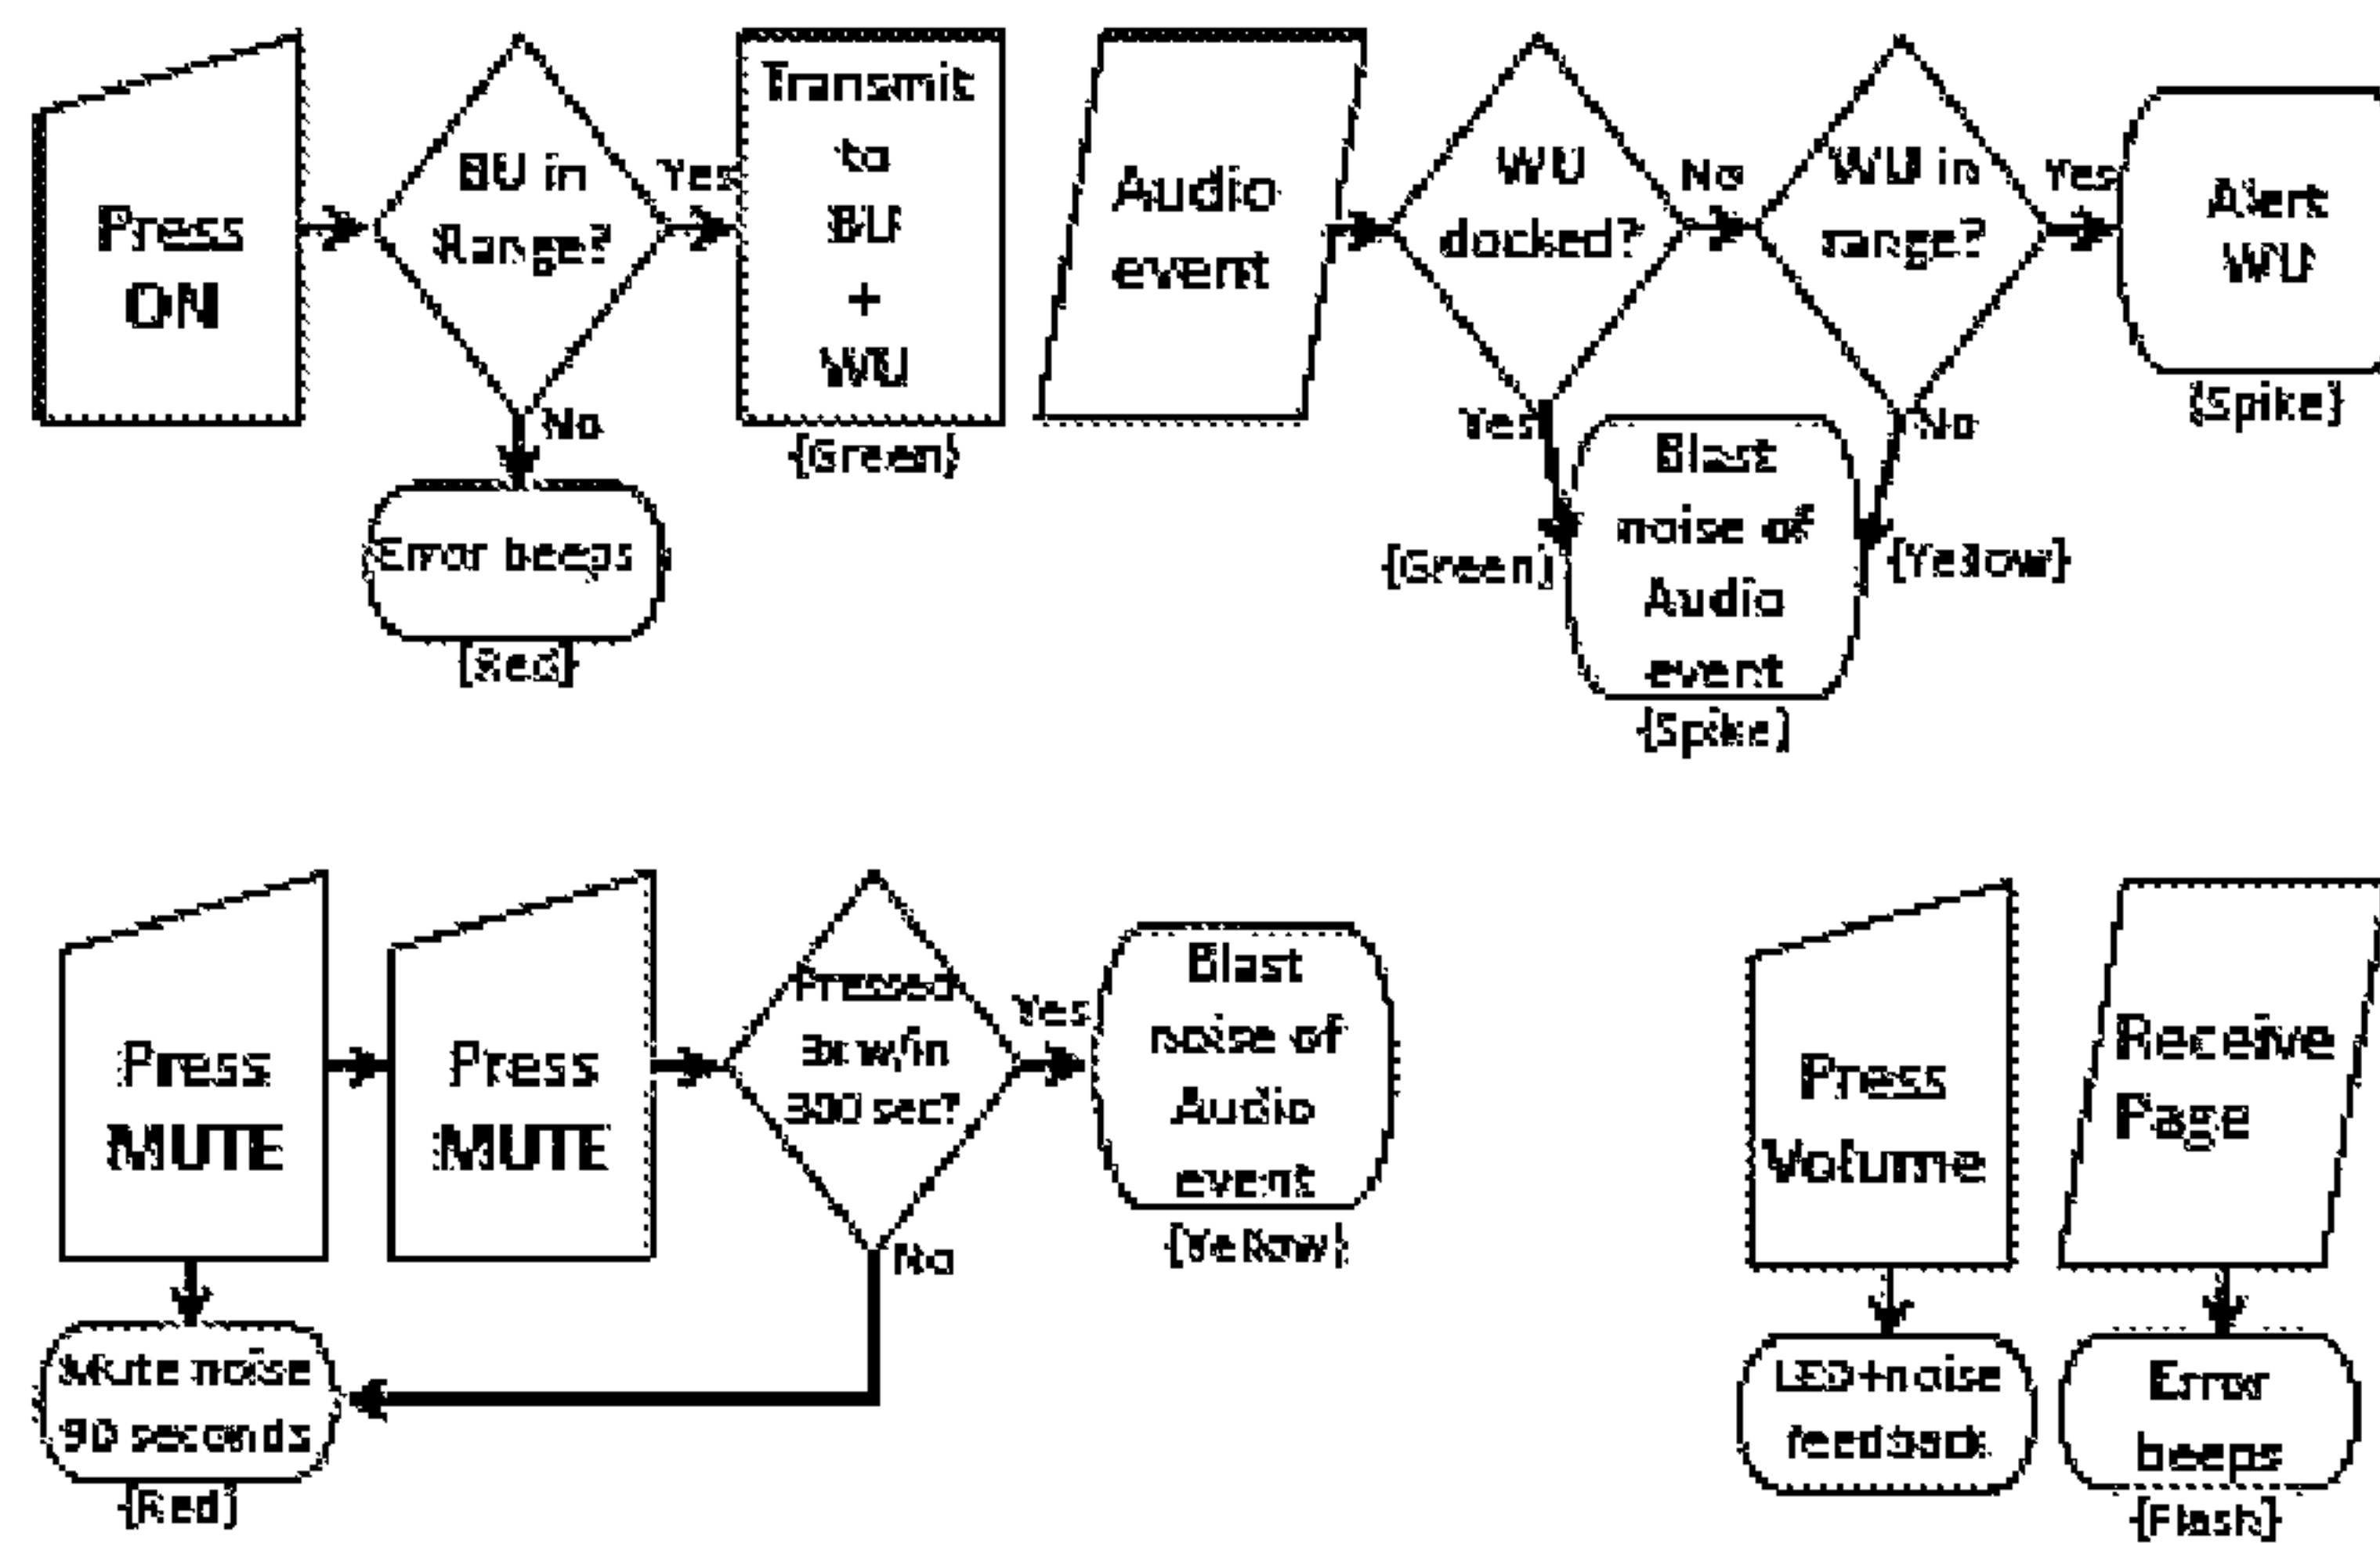 Press
ON
BU in
Range?
Yes
No
Error beeps
{Red}
Transmit
to
BU
+
WU
{Green}
Audio
event
WU
docked?
No
Yes
WU in
range?
Yes
No
Alert
WU
{Spike}
{Green}
Blast
noise of
Audio
event
{Yellow}
{Spike}
Press
MUTE
Press
MUTE
Pressed
w/in
300 sec?
Yes
No
Blast
noise of
Audio
event
{Yellow}
Mute noise
90 seconds
{Red}
Press
Volume
LED+noise
feedback
Receive
Page
Error
beeps
{Flash}